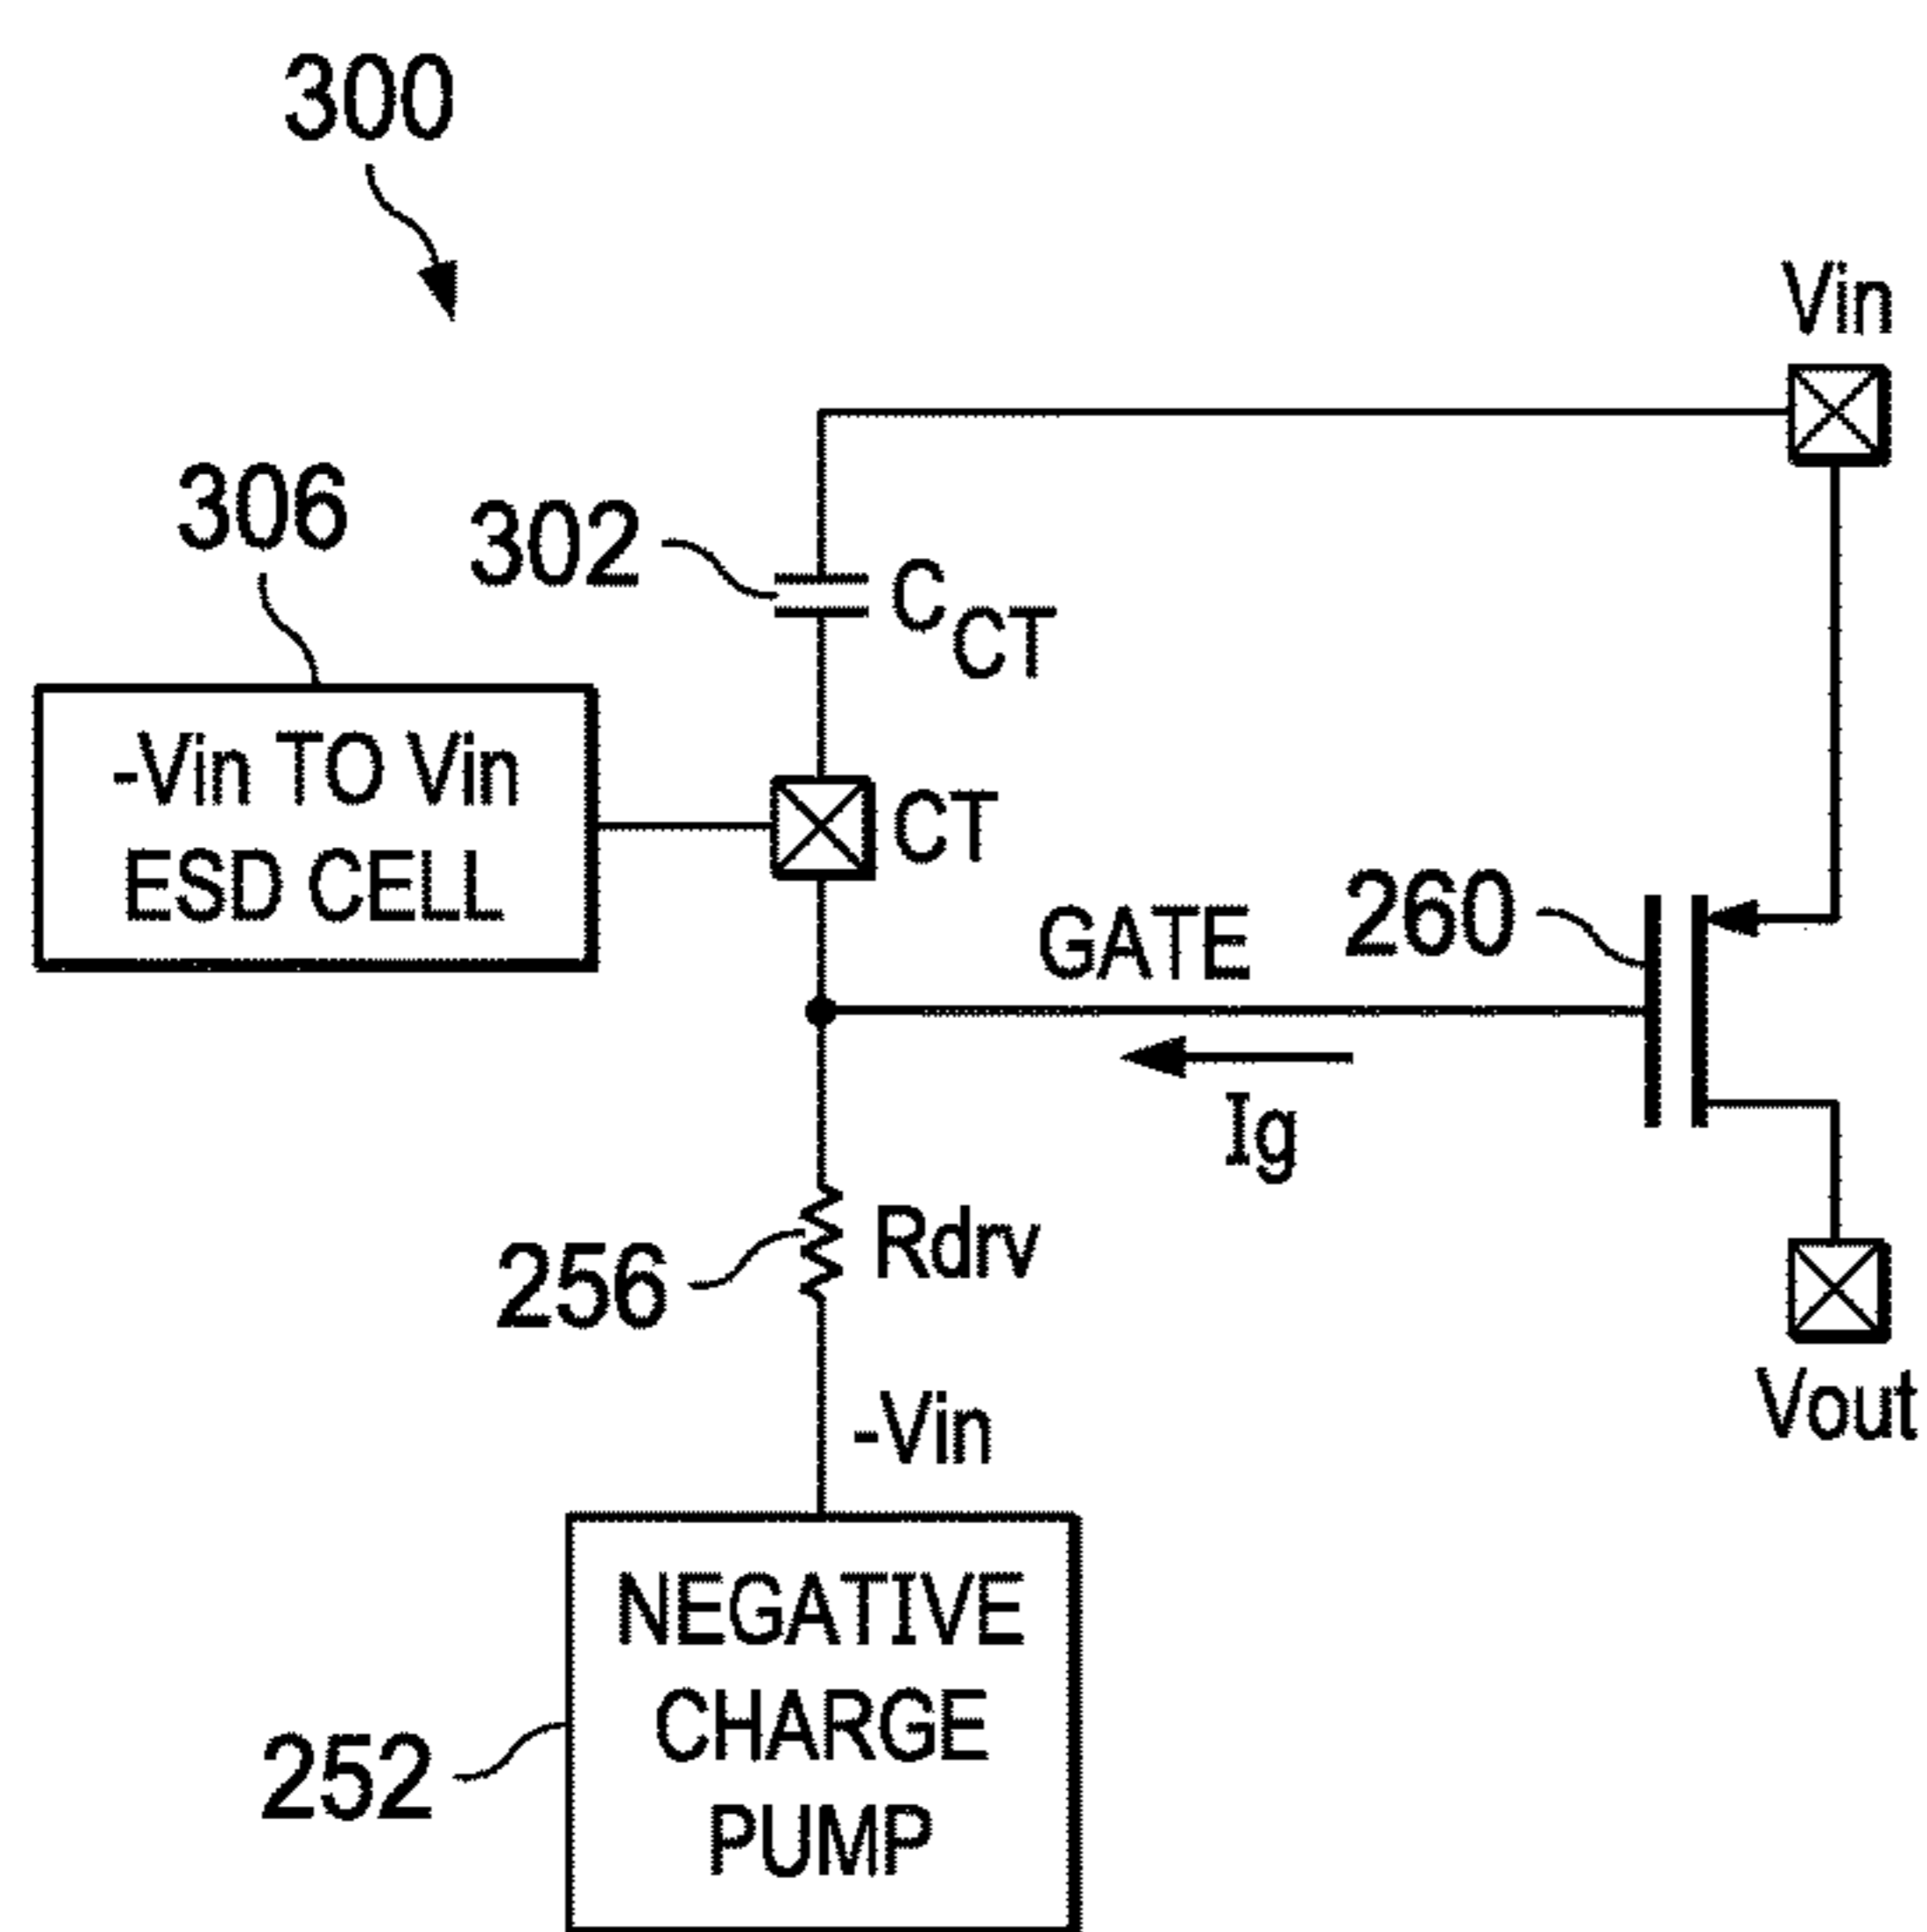 300
Vin
306
302
C CT
-Vin TO Vin
ESD CELL
CT
GATE
260
Ig
256
Rdrv
-Vin
Vout
NEGATIVE
CHARGE
PUMP
252